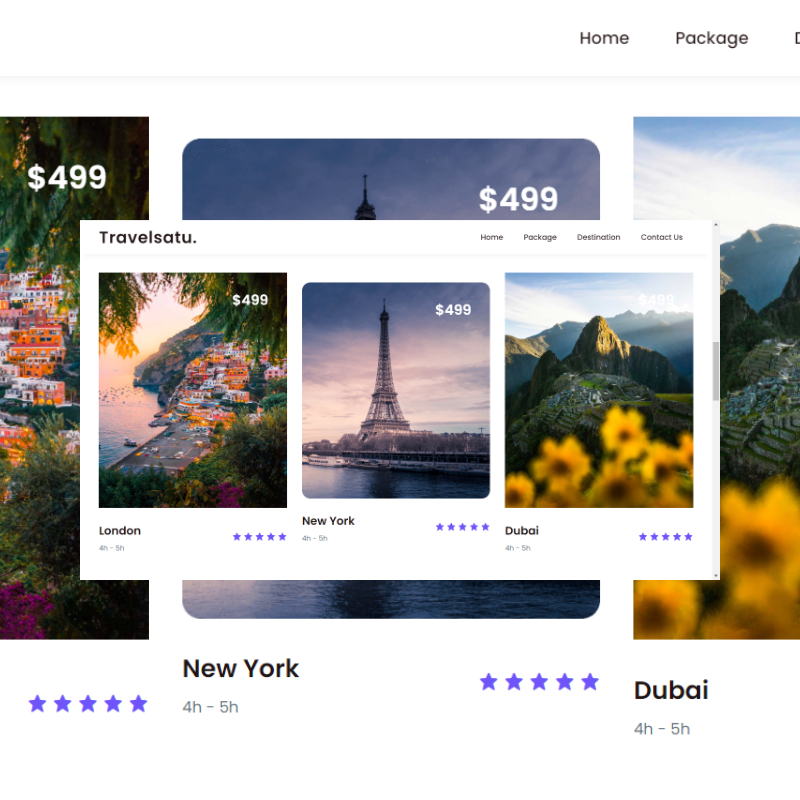 Home Package
$499
$499
Travelsatu.
Home Package Destination Contact Us
$499
$499
$499
London
4h - 5h
New York
4h - 5h
Dubai
4h - 5h
New York
4h - 5h
Dubai
4h - 5h